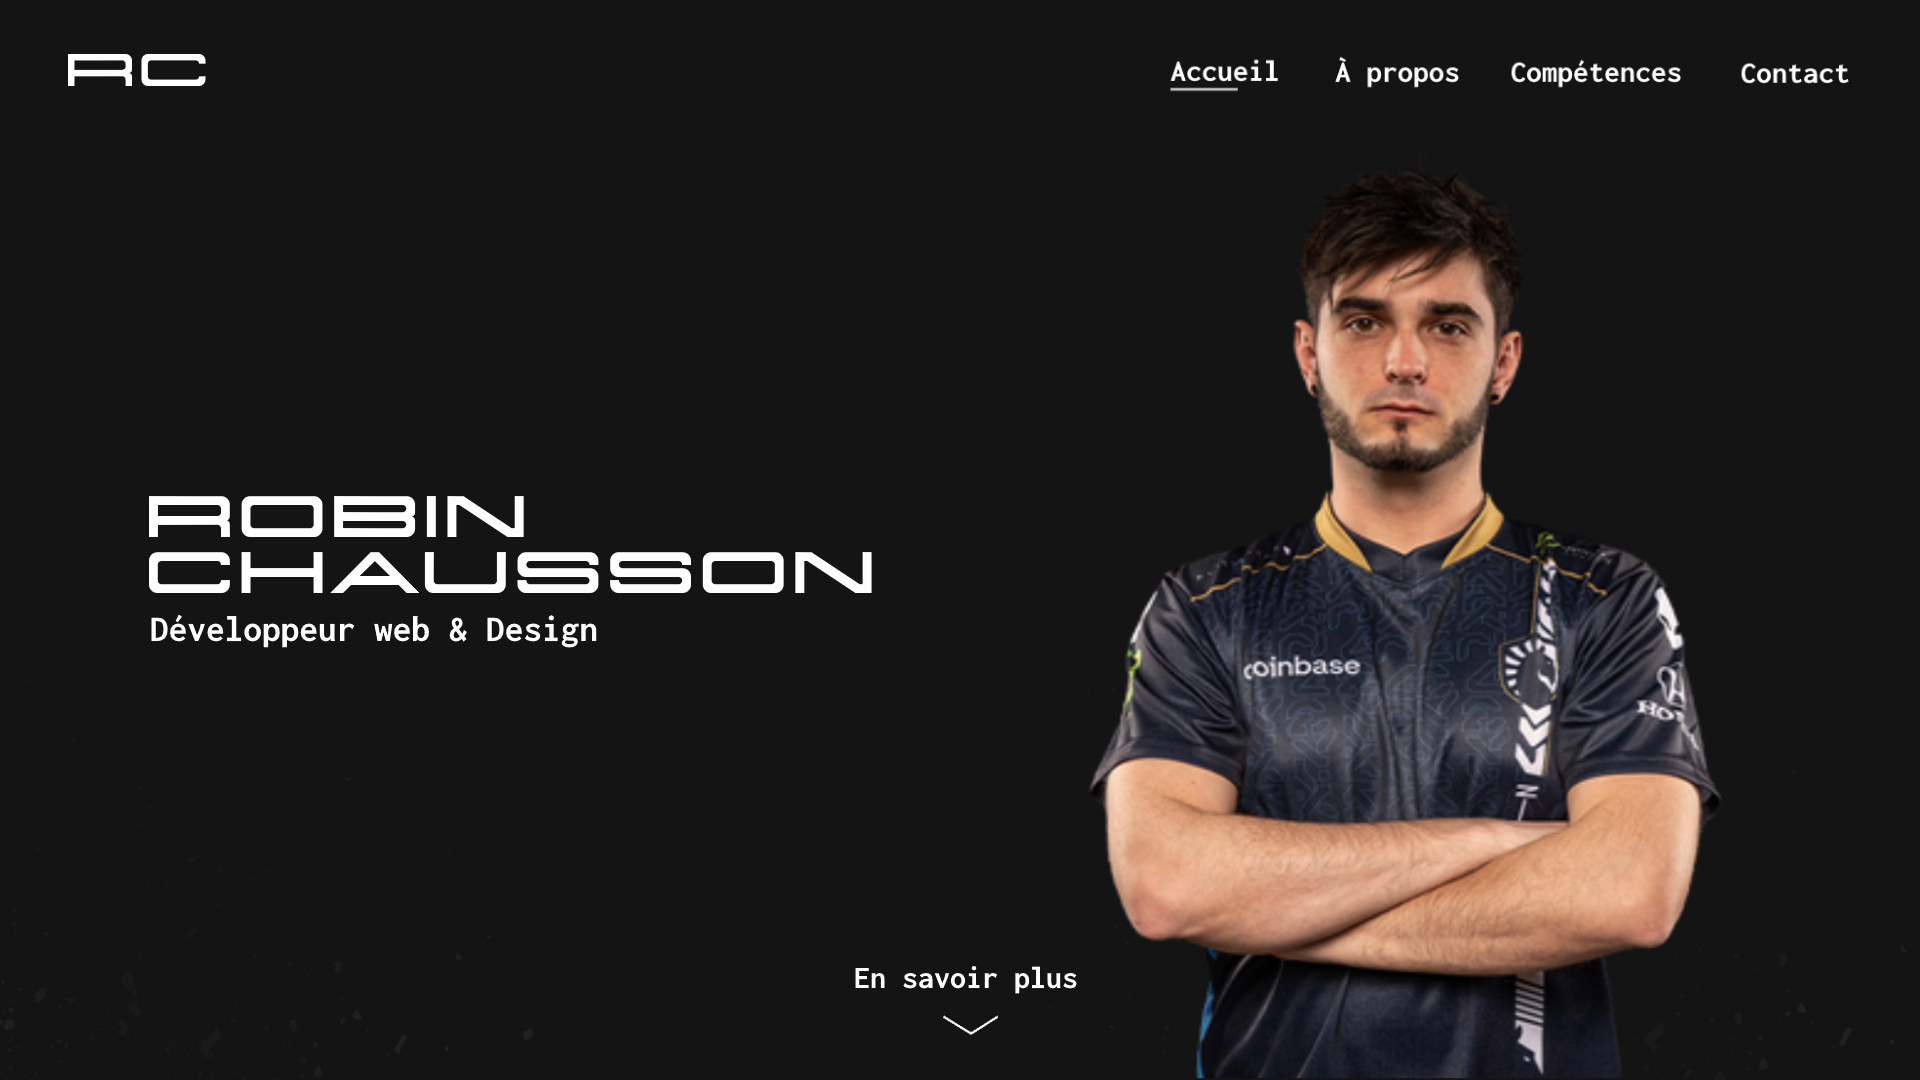 RC
Accueil À propos Compétences Contact
ROBIN
CHAUSSON
Développeur web & Design
coinbase
En savoir plus